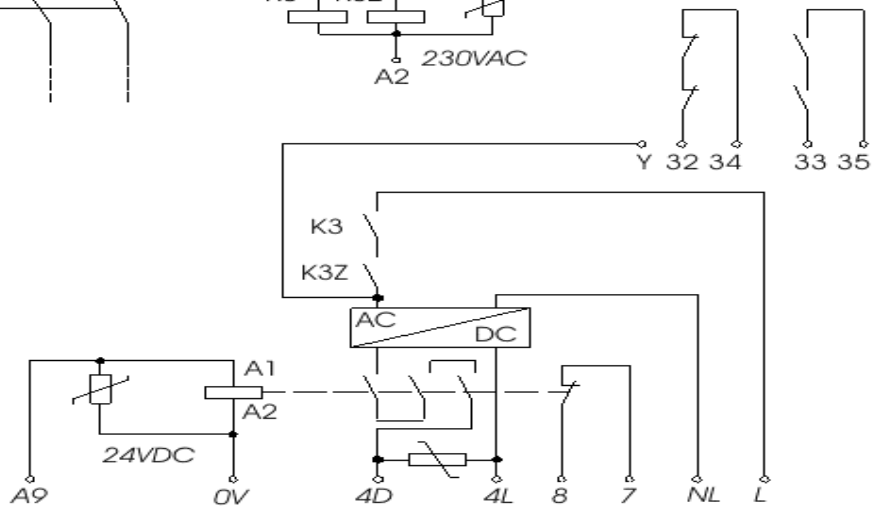 230VAC
A2
Y 32 34 33 35
K3
K3Z
AC
DC
A1
A2
24VDC
A9 0V 4D 4L 8 7 NL L